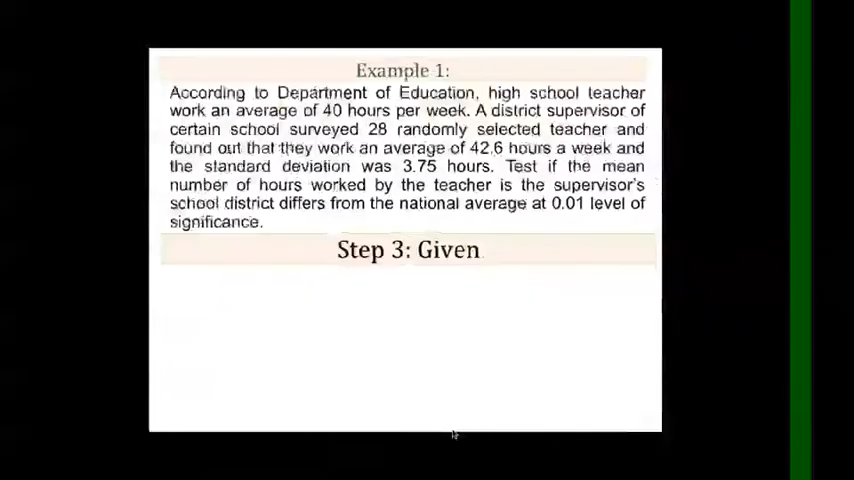 Example 1:
According to Department of Education, high school teacher
work an average of 40 hours per week. A district supervisor of
certain school surveyed 28 randomly selected teacher and
found out that they work an average of 42.6 hours a week and
the standard deviation was 3.75 hours. Test if the mean
number of hours worked by the teacher is the supervisor's
school district differs from the national average at 0.01 level of
significance.
Step 3: Given